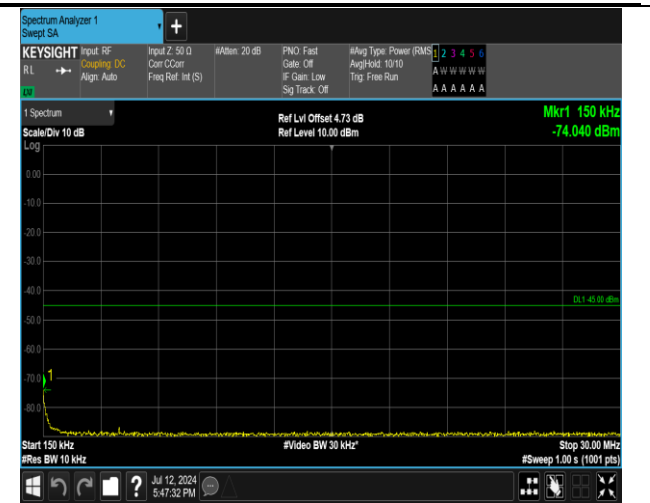 Spectrum Analyzer 1
Swept SA
+
KEYSIGHT Input: RF Input Z: 50 Ω #Atten: 20 dB PNO: Fast #Avg Type: Power (RMS 1 2 3 4 5 6
RL Coupling: DC Corr CCorr Gate: Off Avg|Hold: 10/10 A W W W W W
Align: Auto Freq Ref: Int (S) IF Gain: Low Trig: Free Run
LV Sig Track: Off A A A A A A
1 Spectrum Ref Lvl Offset 4.73 dB Mkr1 150 kHz
Scale/Div 10 dB Ref Level 10.00 dBm -74.040 dBm
Log
0.00
-10.0
-20.0
-30.0
-40.0
DL1 -45.00 dBm
-50.0
-60.0
-70.0
1
-80.0
Start 150 kHz #Video BW 30 kHz* Stop 30.00 MHz
#Res BW 10 kHz #Sweep 1.00 s (1001 pts)
? Jul 12, 2024
5:47:32 PM